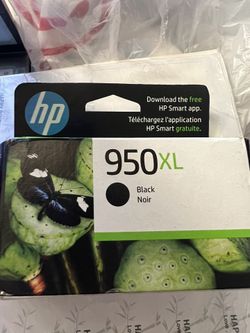 hp
Download the free
HP Smart app.
Téléchargez l'application
HP Smart gratuite.
950XL
Black
Noir